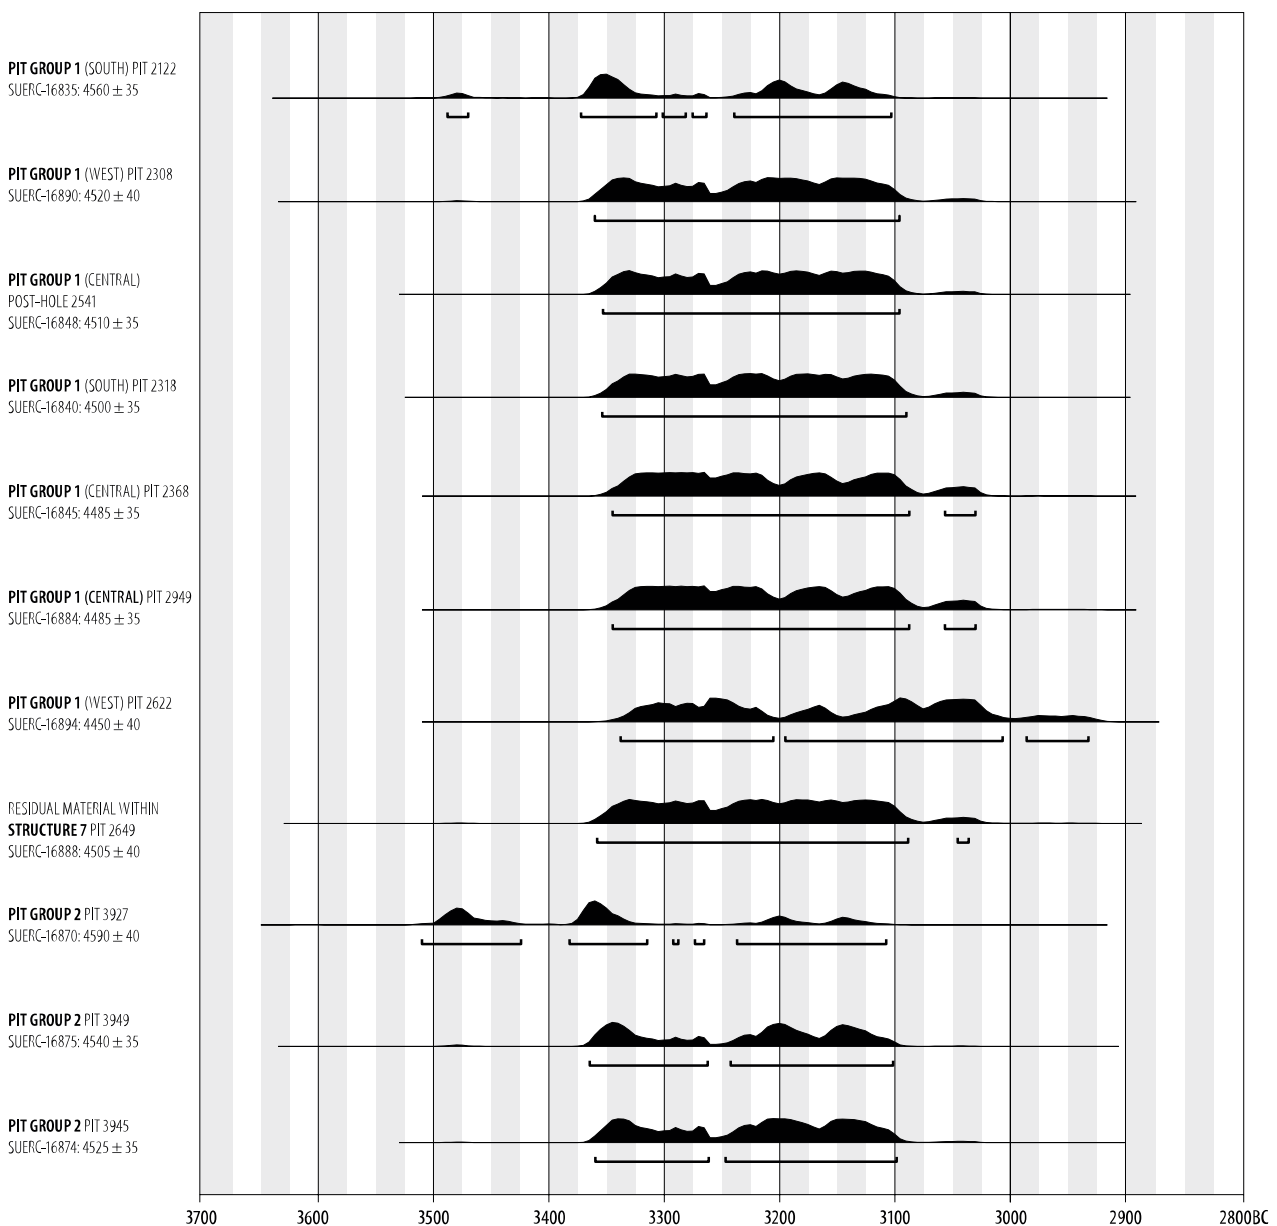 PIT GROUP 1 (SOUTH) PIT 2122
SUERC-16835: 4560 ± 35
PIT GROUP 1 (WEST) PIT 2308
SUERC-16890: 4520 ± 40
PIT GROUP 1 (CENTRAL)
POST-HOLE 2541
SUERC-16848: 4510 ± 35
PIT GROUP 1 (SOUTH) PIT 2318
SUERC-16840: 4500 ± 35
PIT GROUP 1 (CENTRAL) PIT 2368
SUERC-16845: 4485 ± 35
PIT GROUP 1 (CENTRAL) PIT 2949
SUERC-16884: 4485 ± 35
PIT GROUP 1 (WEST) PIT 2622
SUERC-16894: 4450 ± 40
RESIDUAL MATERIAL WITHIN
STRUCTURE 7 PIT 2649
SUERC-16888: 4505 ± 40
PIT GROUP 2 PIT 3927
SUERC-16870: 4590 ± 40
PIT GROUP 2 PIT 3949
SUERC-16875: 4540 ± 35
PIT GROUP 2 PIT 3945
SUERC-16874: 4525 ± 35
3700 3600 3500 3400 3300 3200 3100 3000 2900 2800BC